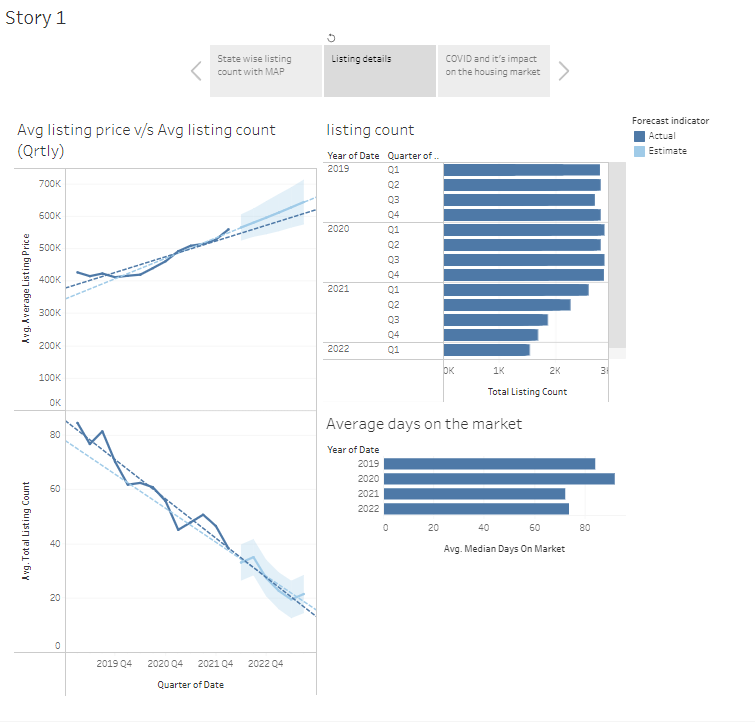 Story 1
State wise listing
count with MAP
Listing details
COVID and it's impact
on the housing market
Avg listing price v/s Avg listing count
(Qrtly)
700K
600K
500K
400K
300K
200K
100K
0K
Avg. Average Listing Price
80
60
40
20
0
Avg. Total Listing Count
2019 Q4 2020 Q4 2021 Q4 2022 Q4
Quarter of Date
listing count
Year of Date Quarter of ..
2019 Q1
Q2
Q3
Q4
2020 Q1
Q2
Q3
Q4
2021 Q1
Q2
Q3
Q4
2022 Q1
0K 1K 2K 3
Total Listing Count
Average days on the market
Year of Date
2019
2020
2021
2022
0 20 40 60 80
Avg. Median Days On Market
Forecast indicator
Actual
Estimate